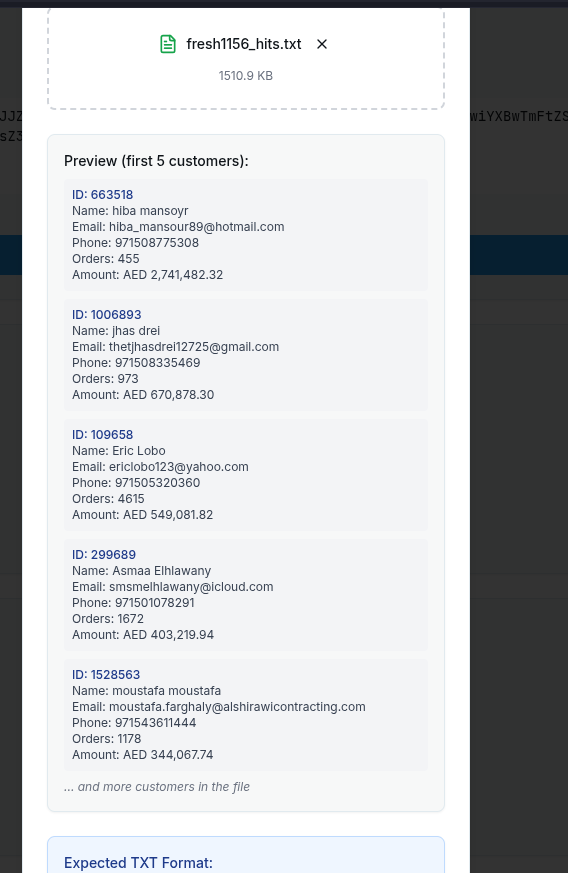 fresh1156_hits.txt
1510.9 KB
JJZ
wiYXBwTmFtZS
sZ3
Preview (first 5 customers):
ID: 663518
Name: hiba mansoyr
Email: hiba_mansour89@hotmail.com
Phone: 971508775308
Orders: 455
Amount: AED 2,741,482.32
ID: 1006893
Name: jhas drei
Email: thetjhasdrei12725@gmail.com
Phone: 971508335469
Orders: 973
Amount: AED 670,878.30
ID: 109658
Name: Eric Lobo
Email: ericlobo123@yahoo.com
Phone: 971505320360
Orders: 4615
Amount: AED 549,081.82
ID: 299689
Name: Asmaa Elhlawany
Email: smsmelhlawany@icloud.com
Phone: 971501078291
Orders: 1672
Amount: AED 403,219.94
ID: 1528563
Name: moustafa moustafa
Email: moustafa.farghaly@alshirawicontracting.com
Phone: 971543611444
Orders: 1178
Amount: AED 344,067.74
... and more customers in the file
Expected TXT Format: